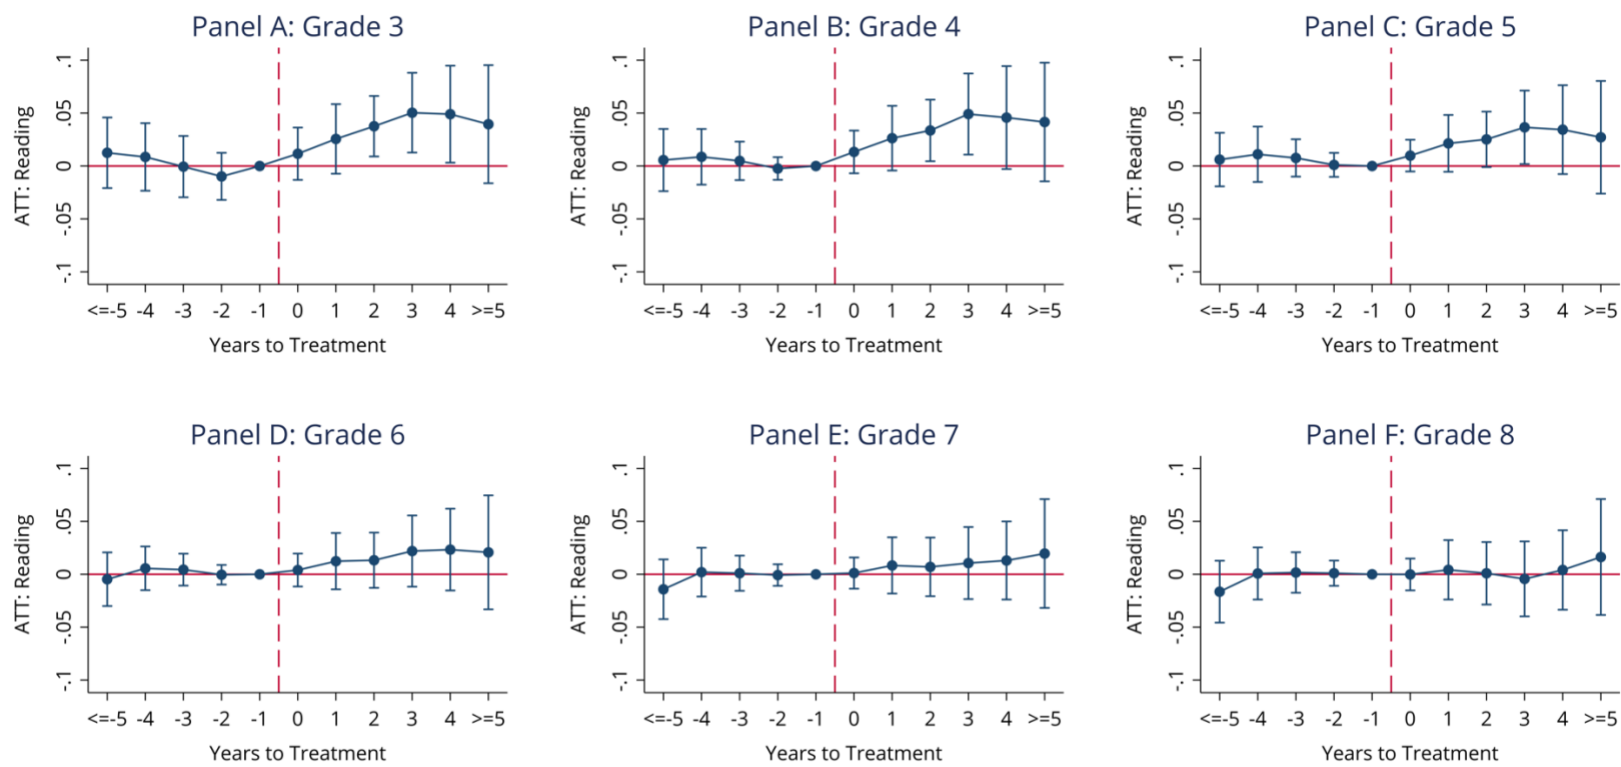 Panel A: Grade 3
ATT: Reading
.1
.05
0
-.05
-.1
<=-5 -4 -3 -2 -1 0 1 2 3 4 >=5
Years to Treatment
Panel B: Grade 4
ATT: Reading
.1
.05
0
-.05
-.1
<=-5 -4 -3 -2 -1 0 1 2 3 4 >=5
Years to Treatment
Panel C: Grade 5
ATT: Reading
.1
.05
0
-.05
-.1
<=-5 -4 -3 -2 -1 0 1 2 3 4 >=5
Years to Treatment
Panel D: Grade 6
ATT: Reading
.1
.05
0
-.05
-.1
<=-5 -4 -3 -2 -1 0 1 2 3 4 >=5
Years to Treatment
Panel E: Grade 7
ATT: Reading
.1
.05
0
-.05
-.1
<=-5 -4 -3 -2 -1 0 1 2 3 4 >=5
Years to Treatment
Panel F: Grade 8
ATT: Reading
.1
.05
0
-.05
-.1
<=-5 -4 -3 -2 -1 0 1 2 3 4 >=5
Years to Treatment